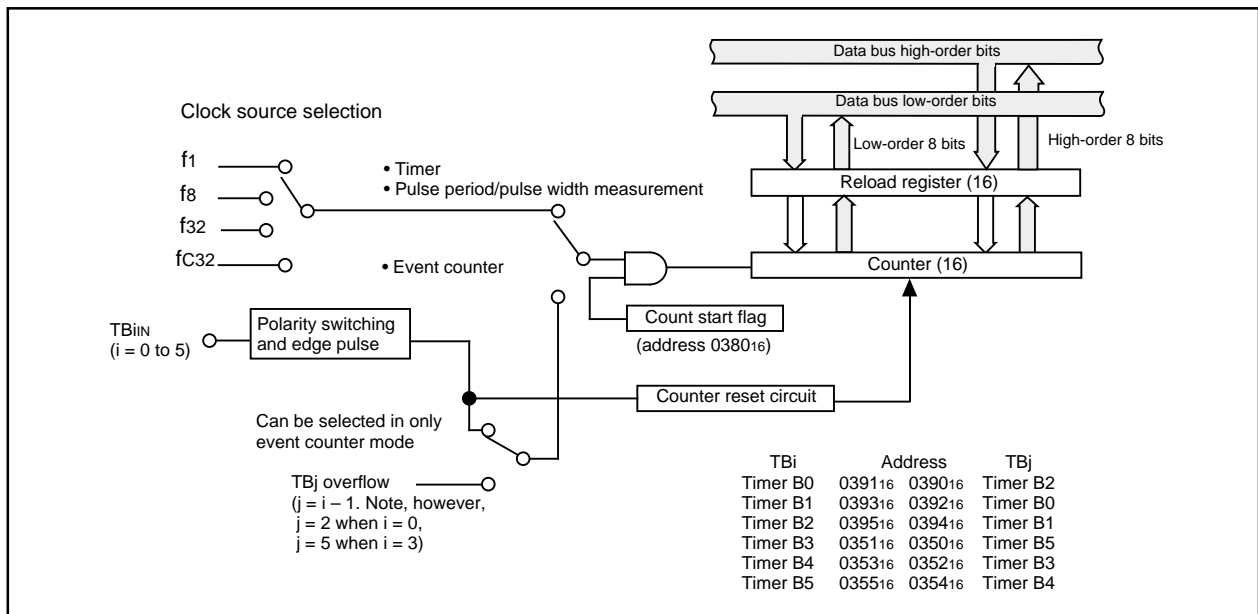 Data bus high-order bits
Data bus low-order bits
Clock source selection
Low-order 8 bits
High-order 8 bits
f1
• Timer
• Pulse period/pulse width measurement
Reload register (16)
f8
f32
fC32
• Event counter
Counter (16)
Count start flag
(address 038016)
TBiIN
(i = 0 to 5)
Polarity switching
and edge pulse
Counter reset circuit
Can be selected in only
event counter mode
TBj overflow
(j = i – 1. Note, however,
j = 2 when i = 0,
j = 5 when i = 3)
TBi Address TBj
Timer B0 039116 039016 Timer B2
Timer B1 039316 039216 Timer B0
Timer B2 039516 039416 Timer B1
Timer B3 035116 035016 Timer B5
Timer B4 035316 035216 Timer B3
Timer B5 035516 035416 Timer B4